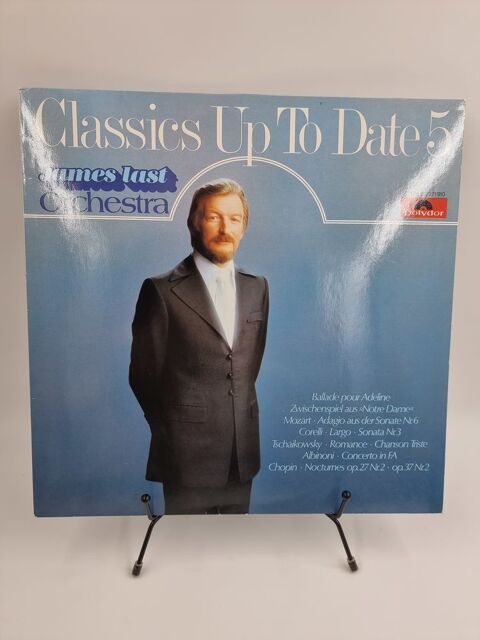 Classics Up To Date 5
James Last
Orchestra
polydor
Ballade pour Adeline
Zwischenspiel aus »Notre Dame«
Mozart · Adagio aus der Sonate Nr.6
Corelli · Largo · Sonata Nr.3
Tschaikowsky · Romance · Chanson Triste
Albinoni · Concerto in FA
Chopin · Nocturnes op.27 Nr.2 · op.37 Nr.2